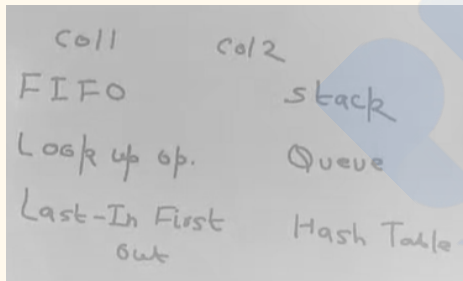 Col1 Col2
FIFO Stack
Look up op. Queue
Last-In First Hash Table
out